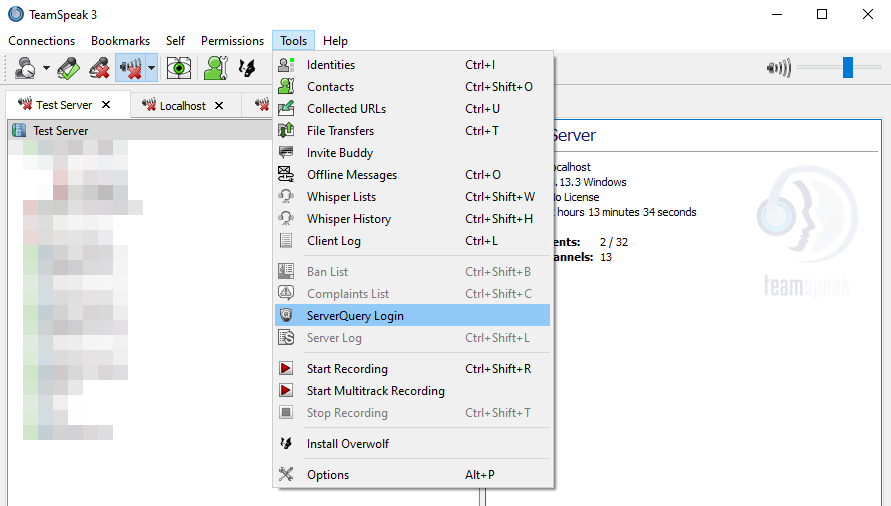 TeamSpeak 3
Connections Bookmarks Self Permissions Tools Help
Test Server Localhost
Test Server
Identities Ctrl+I
Contacts Ctrl+Shift+O
Collected URLs Ctrl+U
File Transfers Ctrl+T
Invite Buddy
Offline Messages Ctrl+O
Whisper Lists Ctrl+Shift+W
Whisper History Ctrl+Shift+H
Client Log Ctrl+L
Ban List Ctrl+Shift+B
Complaints List Ctrl+Shift+C
ServerQuery Login
Server Log Ctrl+Shift+L
Start Recording Ctrl+Shift+R
Start Multitrack Recording
Stop Recording Ctrl+Shift+T
Install Overwolf
Options Alt+P
Server
localhost
.13.3 Windows
No License
hours 13 minutes 34 seconds
ents: 2 / 32
annels: 13
teamspeak